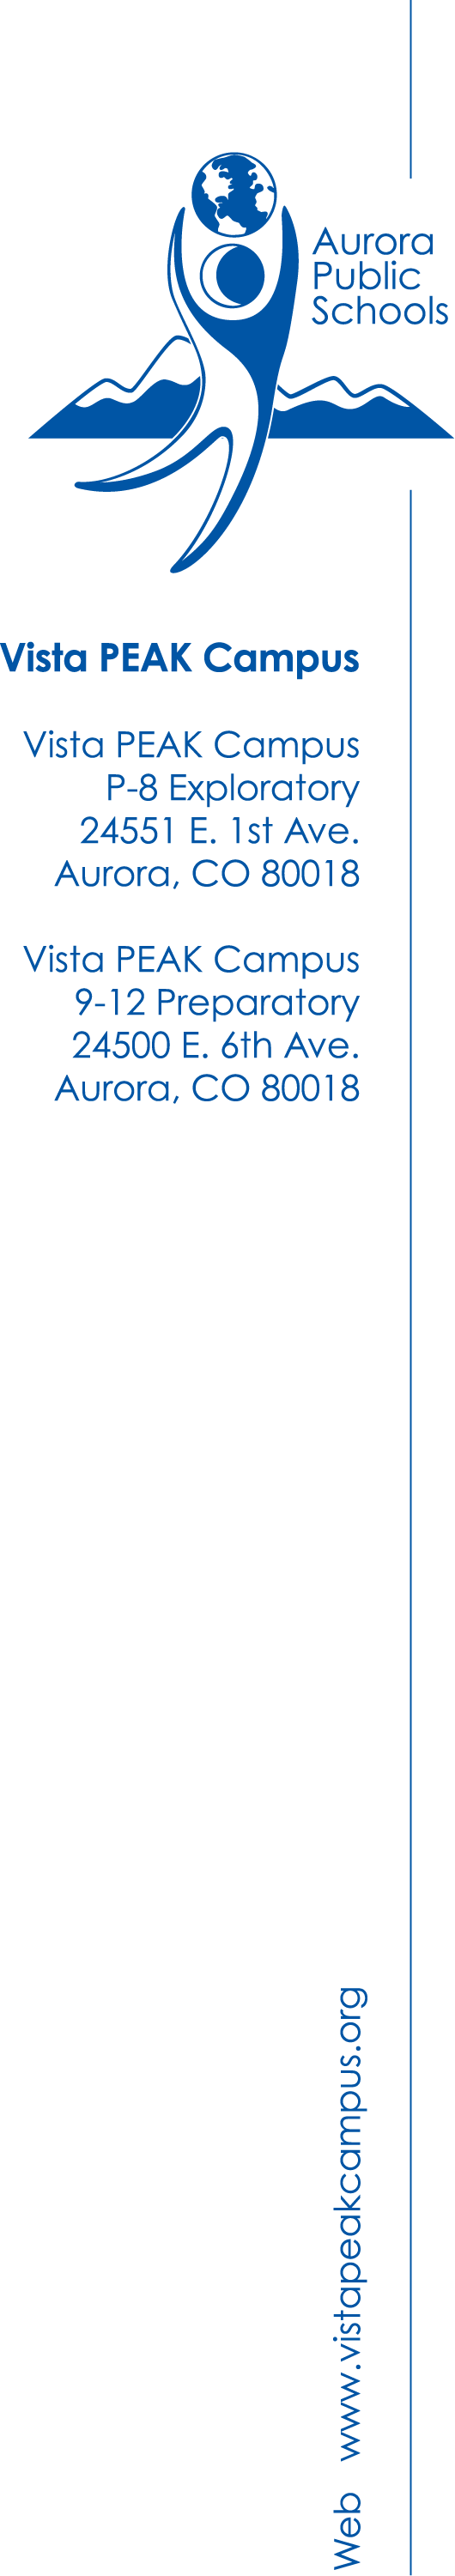 Aurora
Public
Schools
Vista PEAK Campus
Vista PEAK Campus
P-8 Exploratory
24551 E. 1st Ave.
Aurora, CO 80018
Vista PEAK Campus
9-12 Preparatory
24500 E. 6th Ave.
Aurora, CO 80018
Web www.vistapeakcampus.org